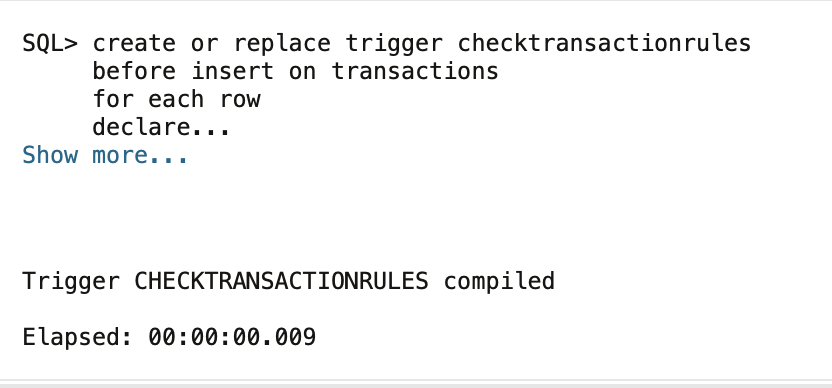 SQL> create or replace trigger checktransactionrules
before insert on transactions
for each row
declare...
Show more...
Trigger CHECKTRANSACTIONRULES compiled
Elapsed: 00:00:00.009